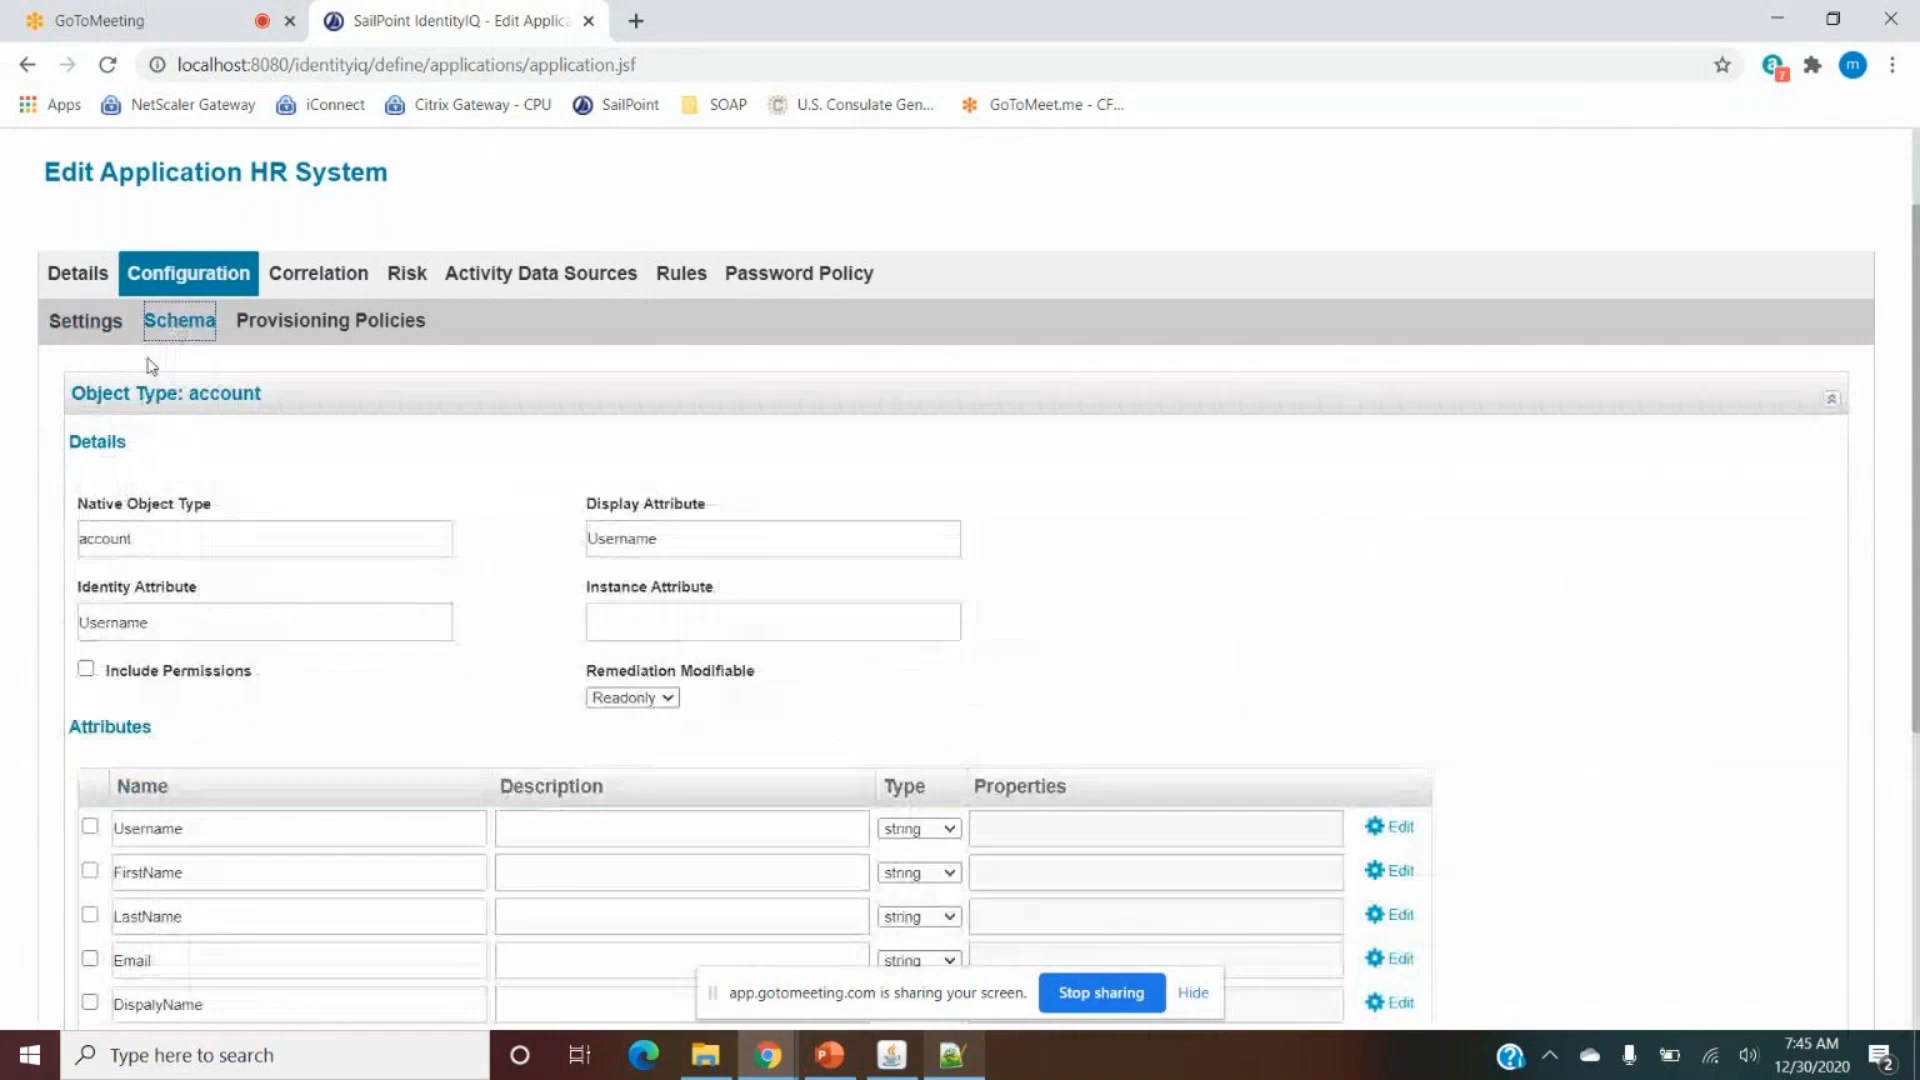 GoToMeeting
SailPoint IdentityIQ - Edit Applica
localhost:8080/identityiq/define/applications/application.jsf
a
7
m
Apps
NetScaler Gateway
iConnect
Citrix Gateway - CPU
SailPoint
SOAP
U.S. Consulate Gen...
GoToMeet.me - CF...
Edit Application HR System
Details Configuration Correlation Risk Activity Data Sources Rules Password Policy
Settings Schema Provisioning Policies
Object Type: account
Details
Native Object Type
Display Attribute
account
Username
Identity Attribute
Instance Attribute
Username
Include Permissions
Remediation Modifiable
Readonly
Attributes
Name Description Type Properties
Username string Edit
FirstName string Edit
LastName string Edit
Email string Edit
DispalyName Edit
app.gotomeeting.com is sharing your screen. Stop sharing Hide
Type here to search
7:45 AM
12/30/2020
2